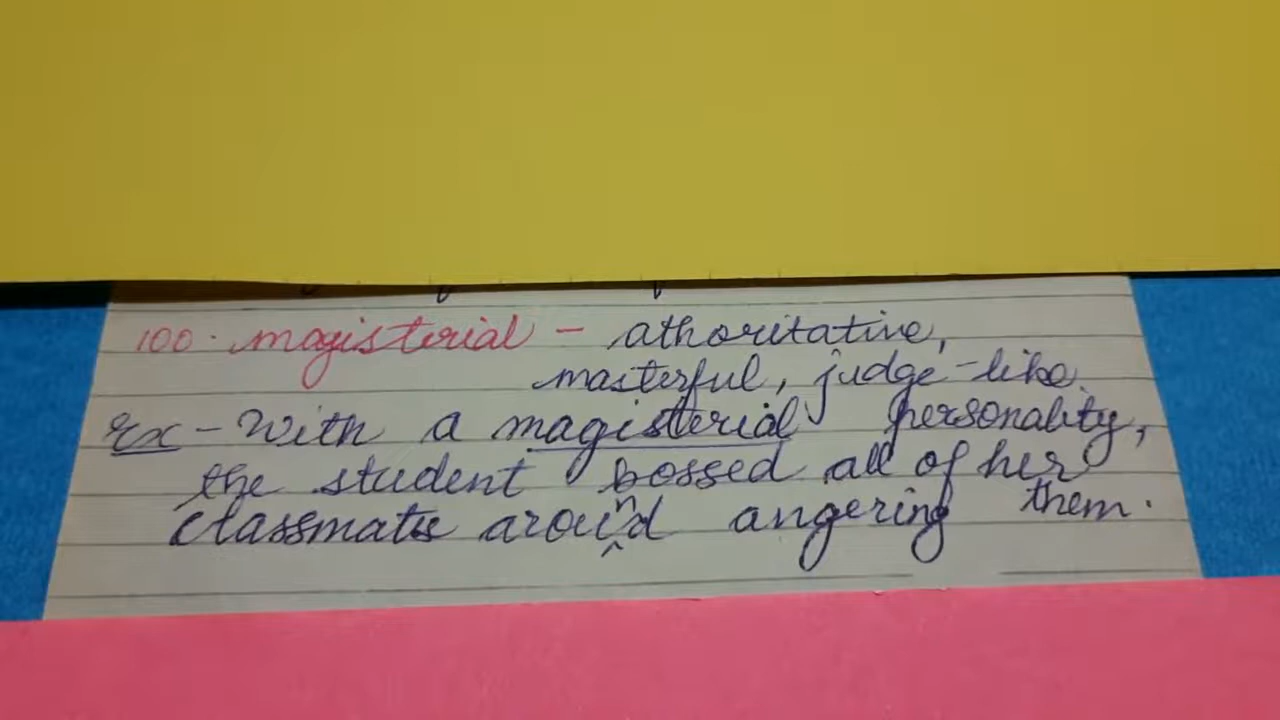 100. magisterial - athoritative,
masterful, judge-like.
Ex - With a magisterial personality,
the student bossed all of her
classmates around angering them.